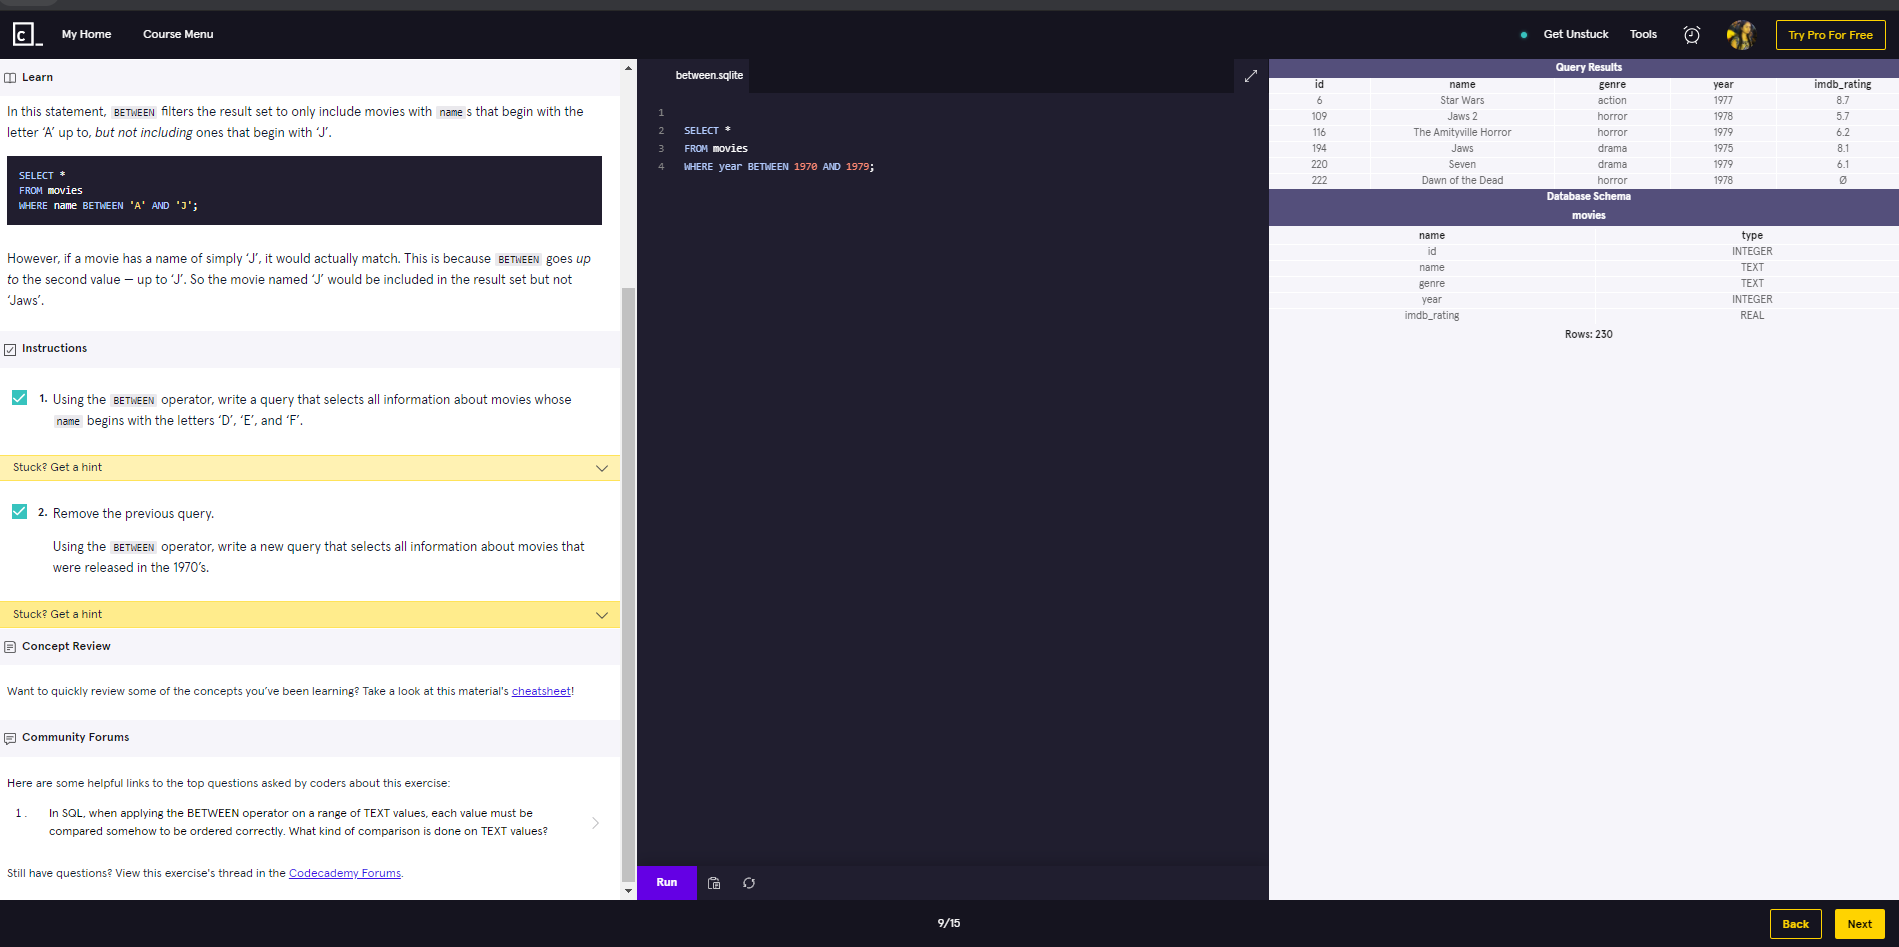 C_
My Home
Course Menu
Get Unstuck
Tools
Try Pro For Free
Learn
In this statement, BETWEEN filters the result set to only include movies with name s that begin with the
letter ‘A’ up to, but not including ones that begin with ‘J’.
SELECT *
FROM movies
WHERE name BETWEEN 'A' AND 'J';
However, if a movie has a name of simply ‘J’, it would actually match. This is because BETWEEN goes up
to the second value — up to ‘J’. So the movie named ‘J’ would be included in the result set but not
‘Jaws’.
Instructions
1. Using the BETWEEN operator, write a query that selects all information about movies whose
name begins with the letters ‘D’, ‘E’, and ‘F’.
Stuck? Get a hint
2. Remove the previous query.
Using the BETWEEN operator, write a new query that selects all information about movies that
were released in the 1970’s.
Stuck? Get a hint
Concept Review
Want to quickly review some of the concepts you’ve been learning? Take a look at this material's cheatsheet!
Community Forums
Here are some helpful links to the top questions asked by coders about this exercise:
1. In SQL, when applying the BETWEEN operator on a range of TEXT values, each value must be
compared somehow to be ordered correctly. What kind of comparison is done on TEXT values?
Still have questions? View this exercise's thread in the Codecademy Forums.
between.sqlite
1
2 SELECT *
3 FROM movies
4 WHERE year BETWEEN 1970 AND 1979;
Run
Query Results
id name genre year imdb_rating
6 Star Wars action 1977 8.7
109 Jaws 2 horror 1978 5.7
116 The Amityville Horror horror 1979 6.2
194 Jaws drama 1975 8.1
220 Seven drama 1979 6.1
222 Dawn of the Dead horror 1978 Ø
Database Schema
movies
name type
id INTEGER
name TEXT
genre TEXT
year INTEGER
imdb_rating REAL
Rows: 230
9/15
Back
Next